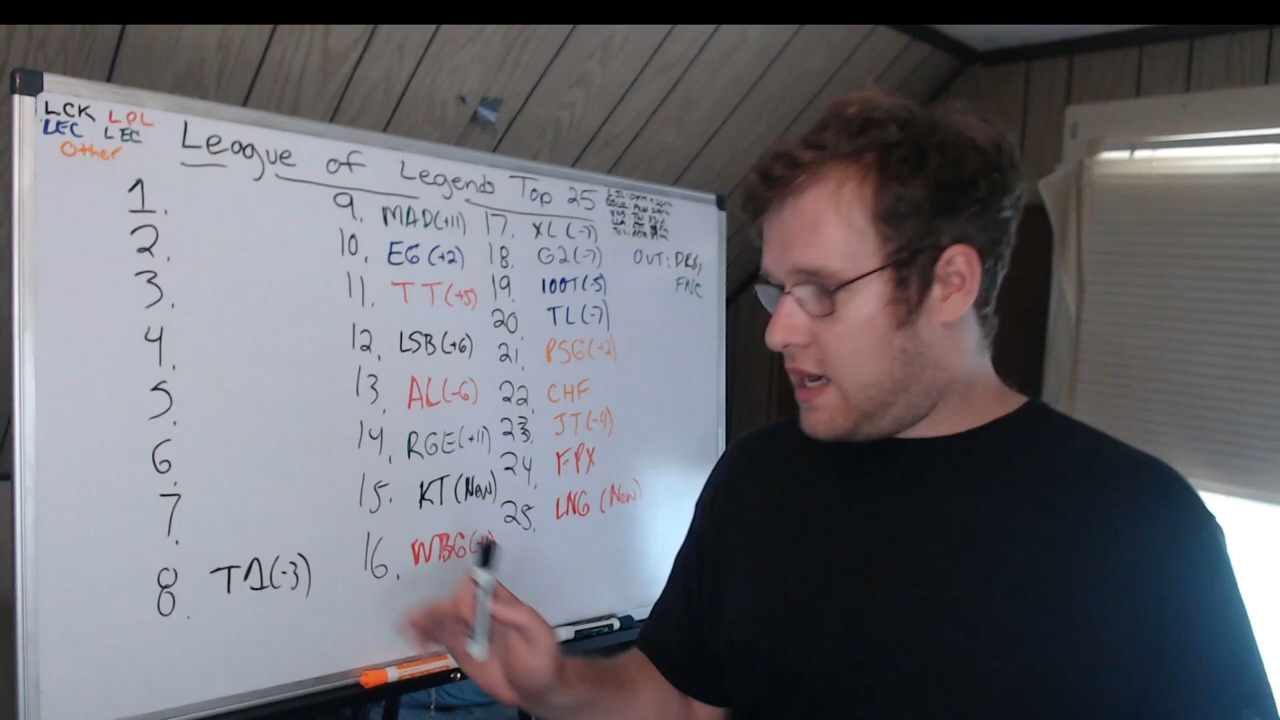 LCK LPL
LEC LEC
Other
League of Legends Top 25
1.
2.
3.
4.
5.
6.
7.
8. T1(-3)
9. MAD(+11)
10. EG(+2)
11. TT(+5)
12. LSB(+6)
13. AL(-6)
14. RGE(+11)
15. KT(New)
16. WBG(
17. XL(-7)
18. G2(-7)
19. 100T(-5)
20. TL(-7)
21. PSG(+2)
22. CHF
23. JT(-4)
24. FPX
25. LNG (New)
OUT: DRX,
FNC